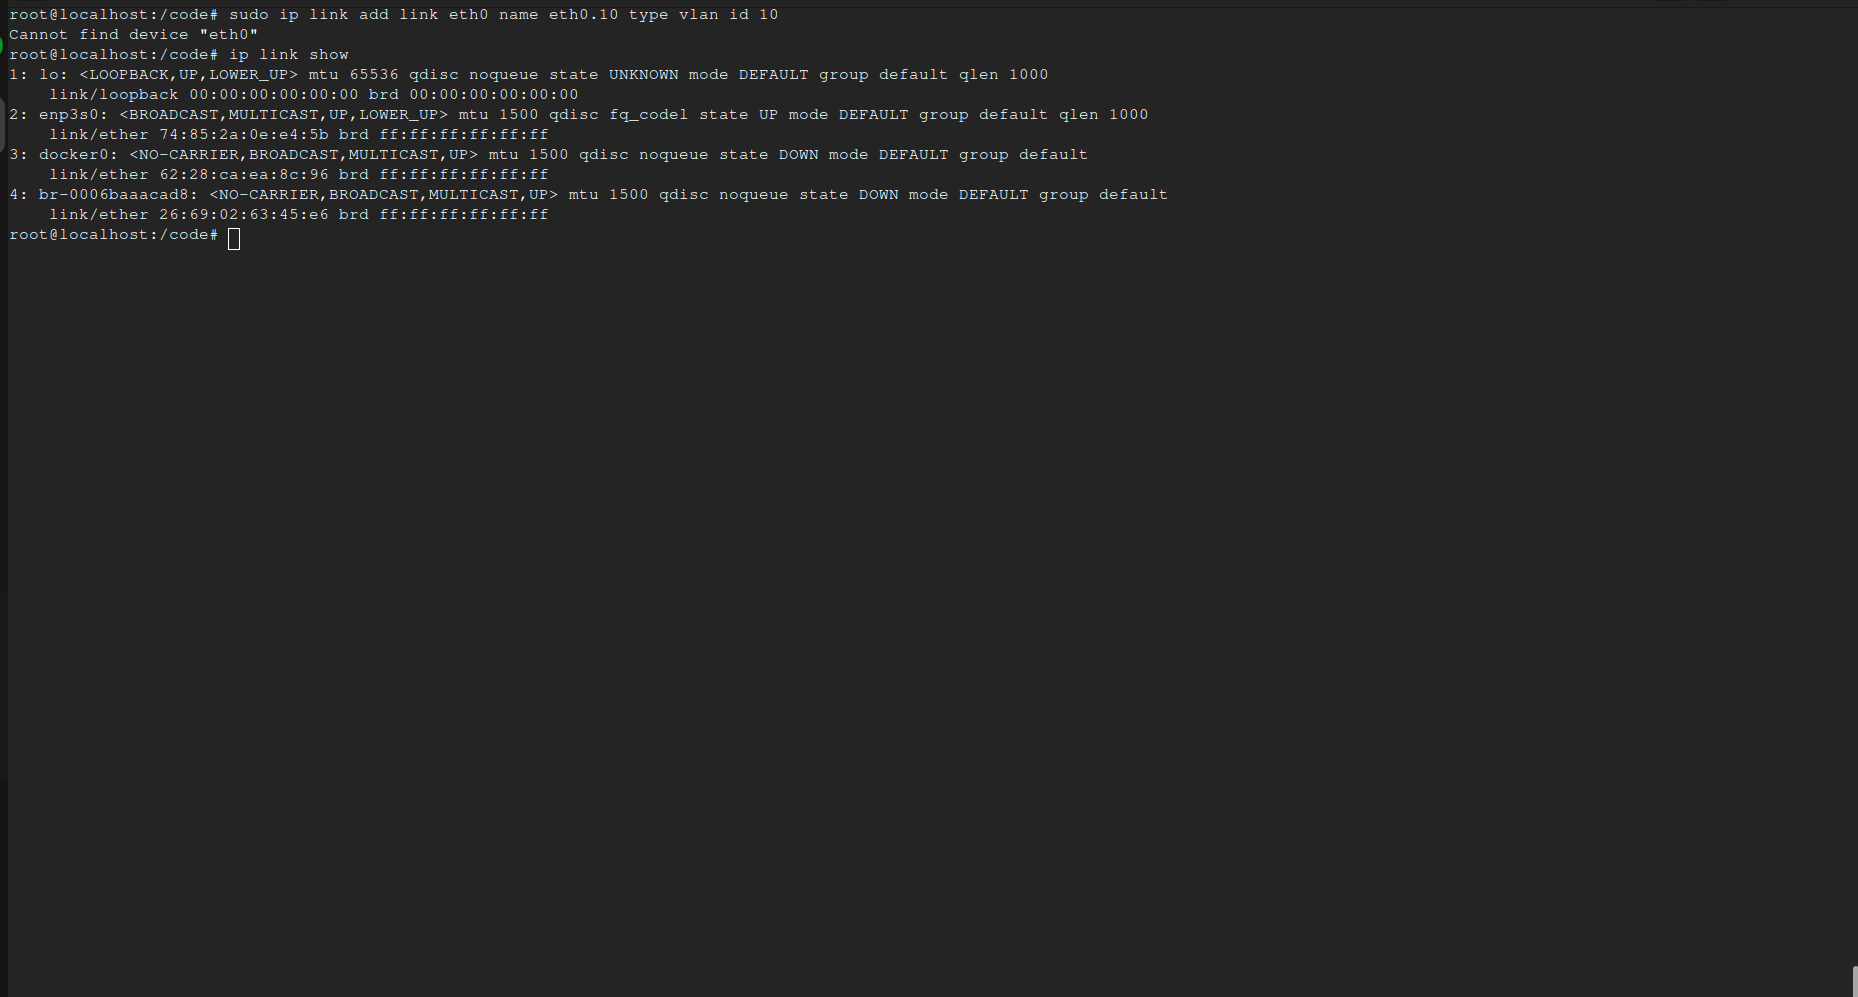 root@localhost:/code# sudo ip link add link eth0 name eth0.10 type vlan id 10
Cannot find device "eth0"
root@localhost:/code# ip link show
1: lo: <LOOPBACK,UP,LOWER_UP> mtu 65536 qdisc noqueue state UNKNOWN mode DEFAULT group default qlen 1000
    link/loopback 00:00:00:00:00:00 brd 00:00:00:00:00:00
2: enp3s0: <BROADCAST,MULTICAST,UP,LOWER_UP> mtu 1500 qdisc fq_codel state UP mode DEFAULT group default qlen 1000
    link/ether 74:85:2a:0e:e4:5b brd ff:ff:ff:ff:ff:ff
3: docker0: <NO-CARRIER,BROADCAST,MULTICAST,UP> mtu 1500 qdisc noqueue state DOWN mode DEFAULT group default
    link/ether 62:28:ca:ea:8c:96 brd ff:ff:ff:ff:ff:ff
4: br-0006baaacad8: <NO-CARRIER,BROADCAST,MULTICAST,UP> mtu 1500 qdisc noqueue state DOWN mode DEFAULT group default
    link/ether 26:69:02:63:45:e6 brd ff:ff:ff:ff:ff:ff
root@localhost:/code#